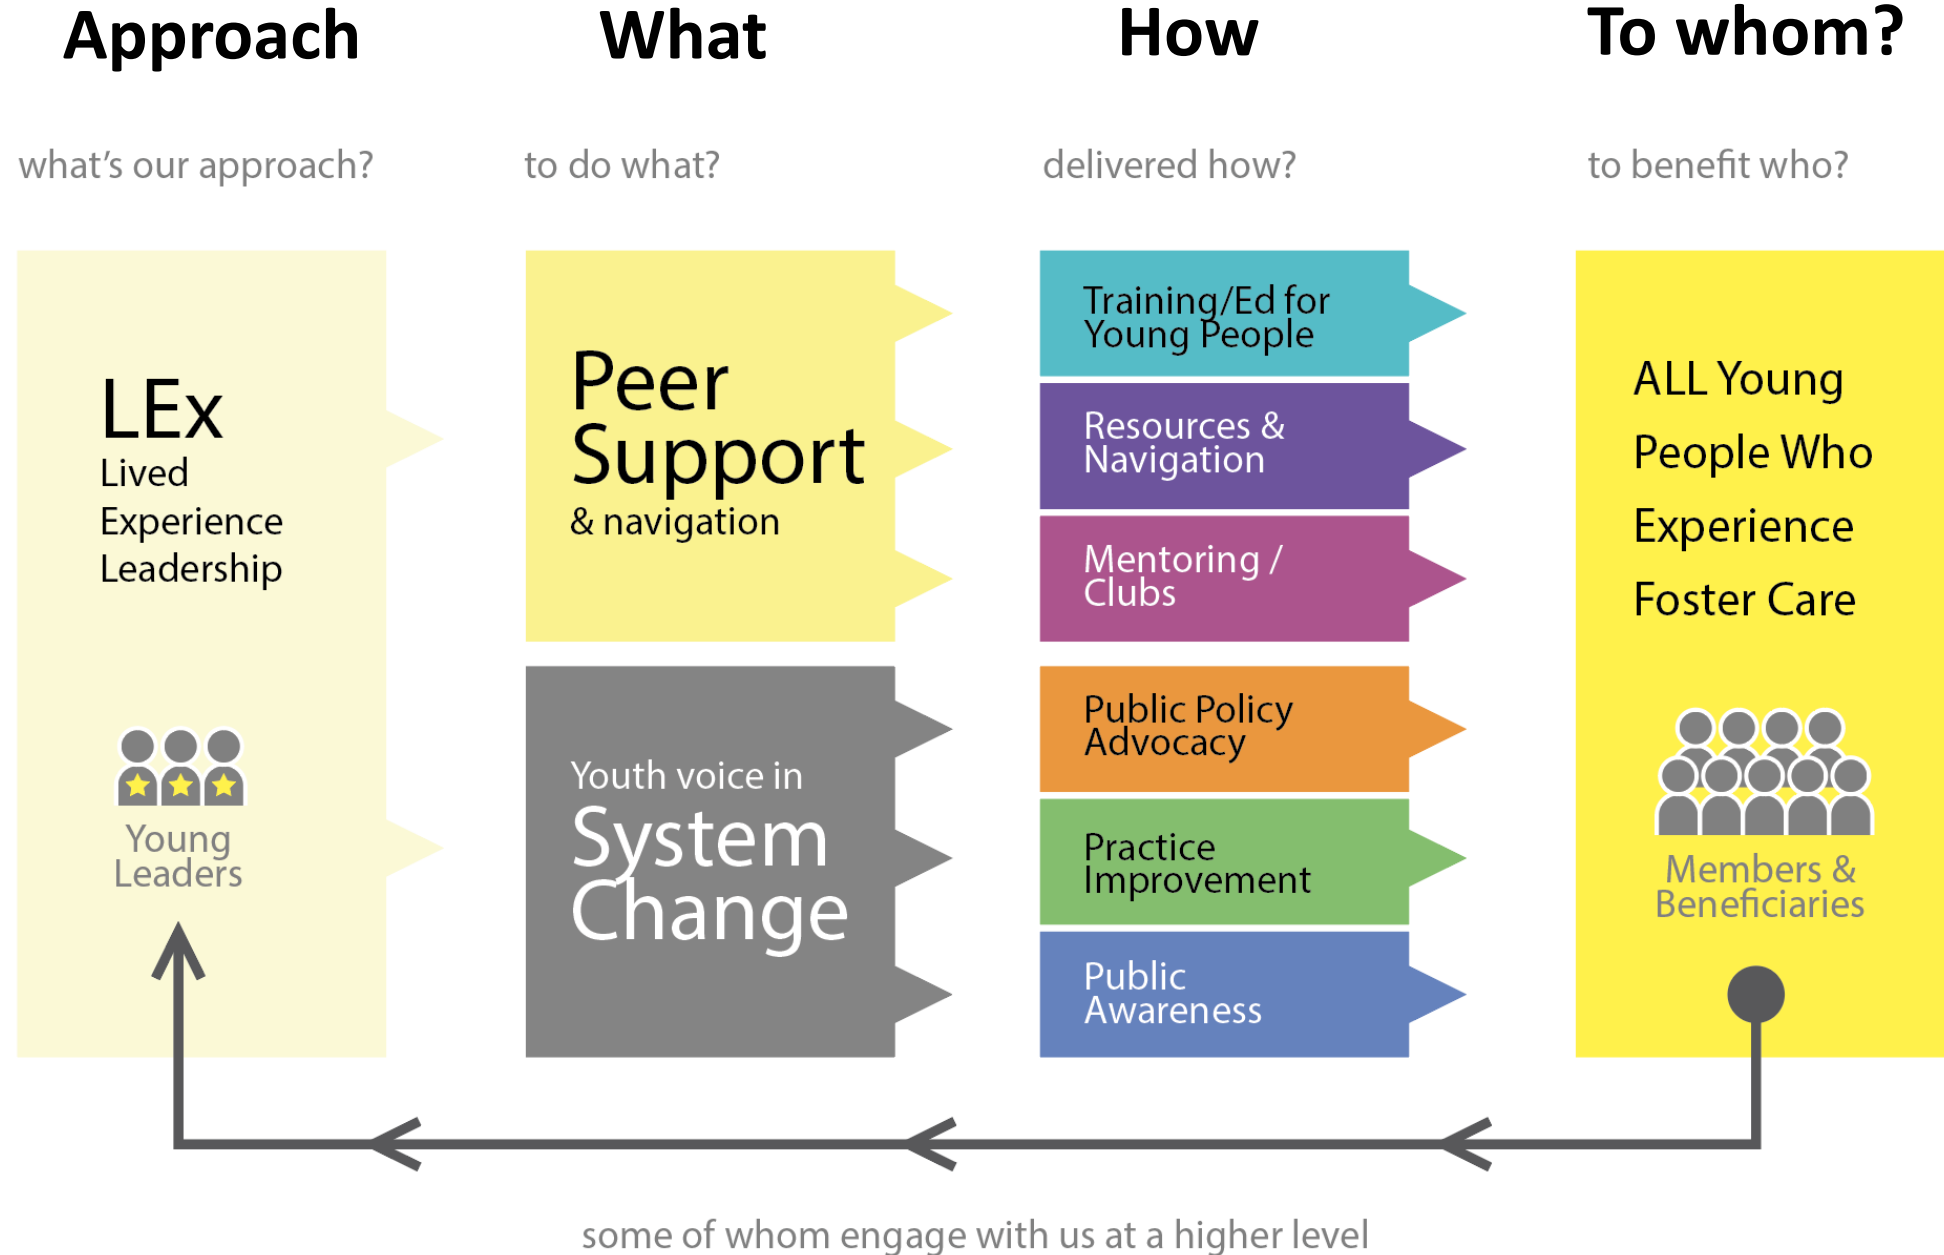 Approach
What
How
To whom?
what's our approach?
to do what?
delivered how?
to benefit who?
LEx
Lived
Experience
Leadership
Young
Leaders
Peer
Support
& navigation
Youth voice in
System
Change
Training/Ed for
Young People
Resources &
Navigation
Mentoring /
Clubs
Public Policy
Advocacy
Practice
Improvement
Public
Awareness
ALL Young
People Who
Experience
Foster Care
Members &
Beneficiaries
some of whom engage with us at a higher level